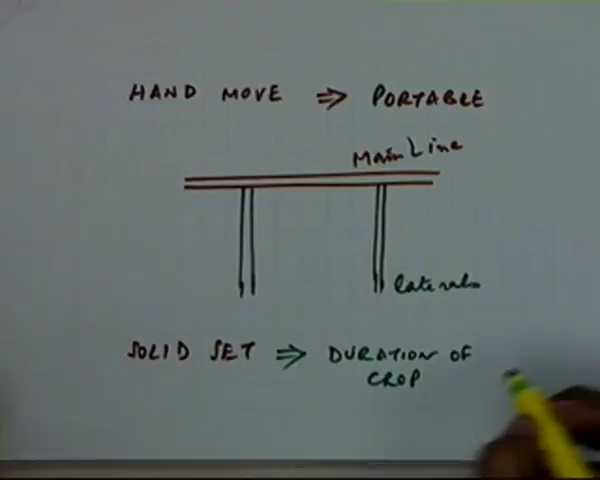 HAND MOVE ⇒ PORTABLE
Main Line
laterals
SOLID SET ⇒ DURATION OF
CROP